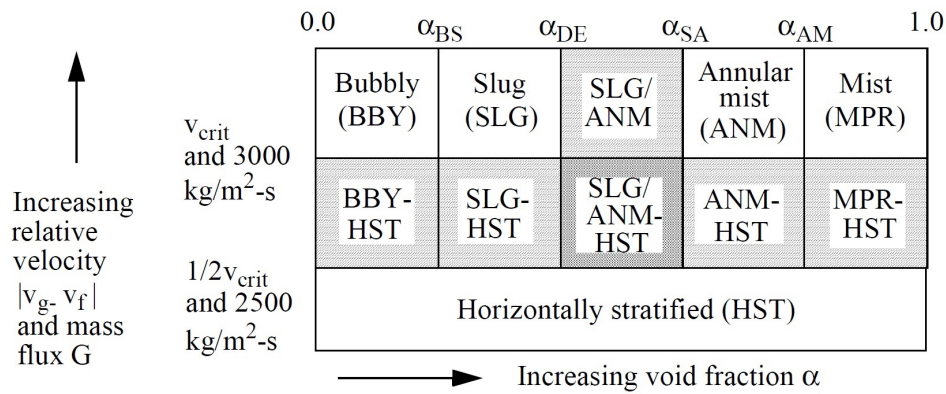 0.0 α_BS α_DE α_SA α_AM 1.0
Bubbly
(BBY)
Slug
(SLG)
SLG/
ANM
Annular
mist
(ANM)
Mist
(MPR)
v_crit
and 3000
kg/m²-s
BBY-
HST
SLG-
HST
SLG/
ANM-
HST
ANM-
HST
MPR-
HST
Increasing
relative
velocity
|v_g- v_f|
and mass
flux G
1/2v_crit
and 2500
kg/m²-s
Horizontally stratified (HST)
Increasing void fraction α